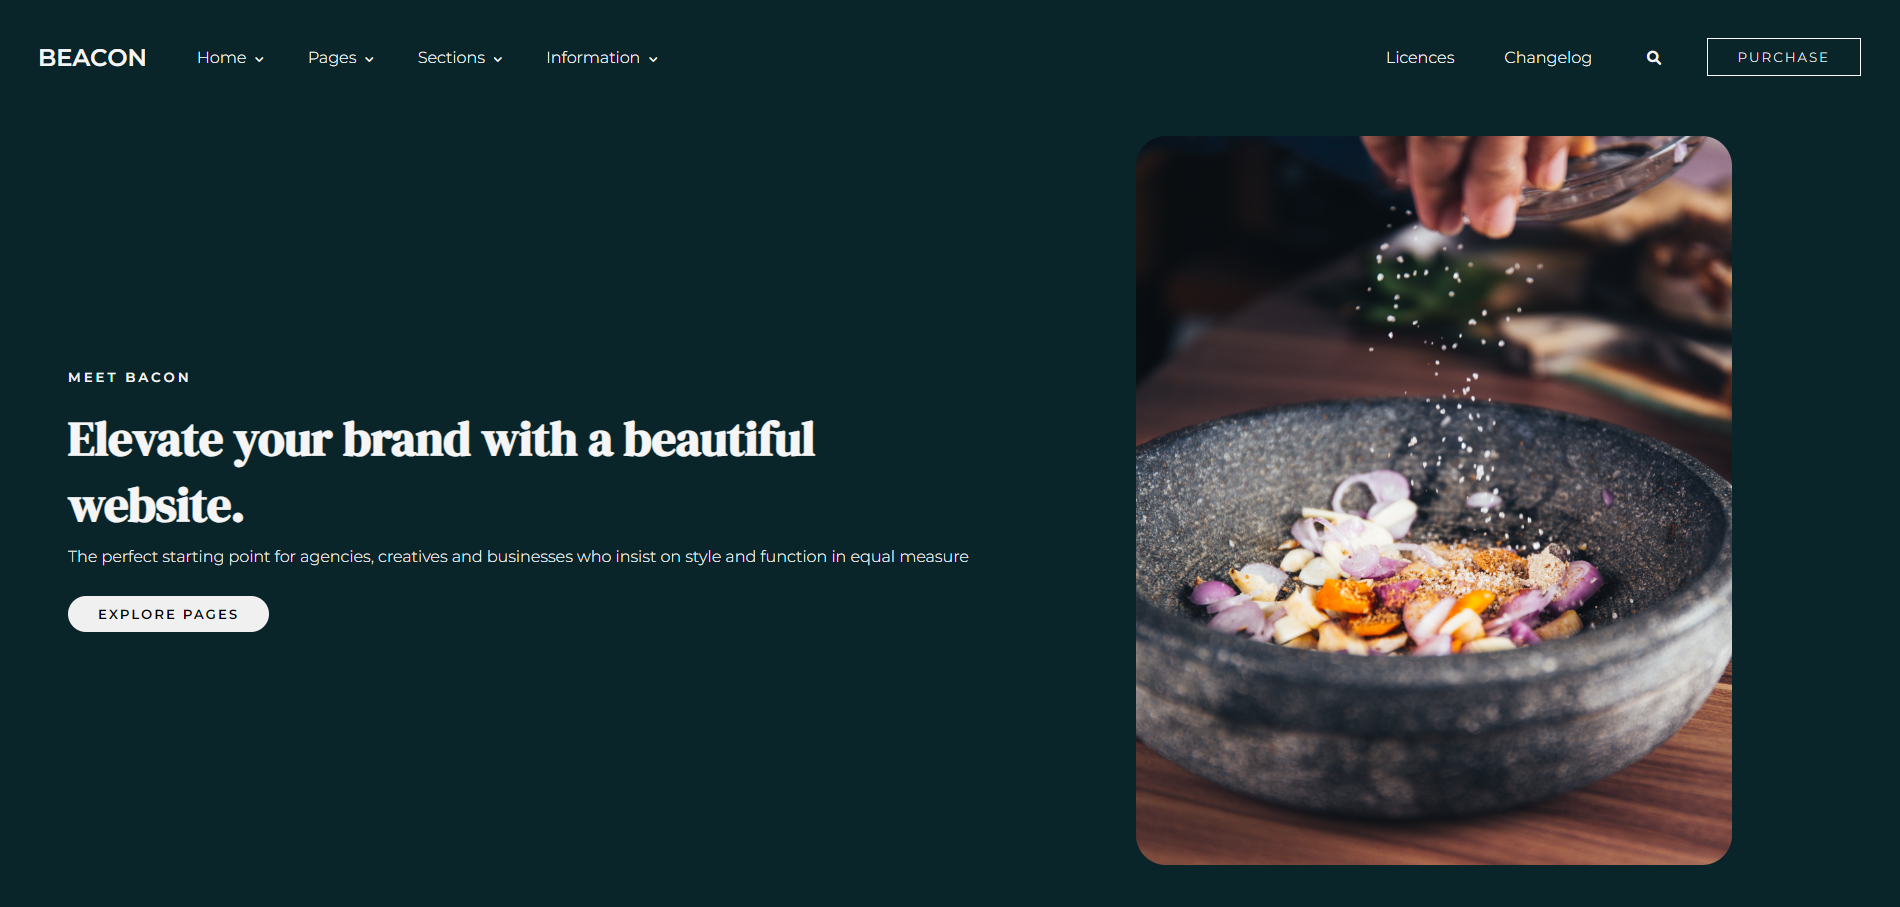 BEACON
Home
Pages
Sections
Information
Licences
Changelog
PURCHASE
MEET BACON
Elevate your brand with a beautiful
website.
The perfect starting point for agencies, creatives and businesses who insist on style and function in equal measure
EXPLORE PAGES